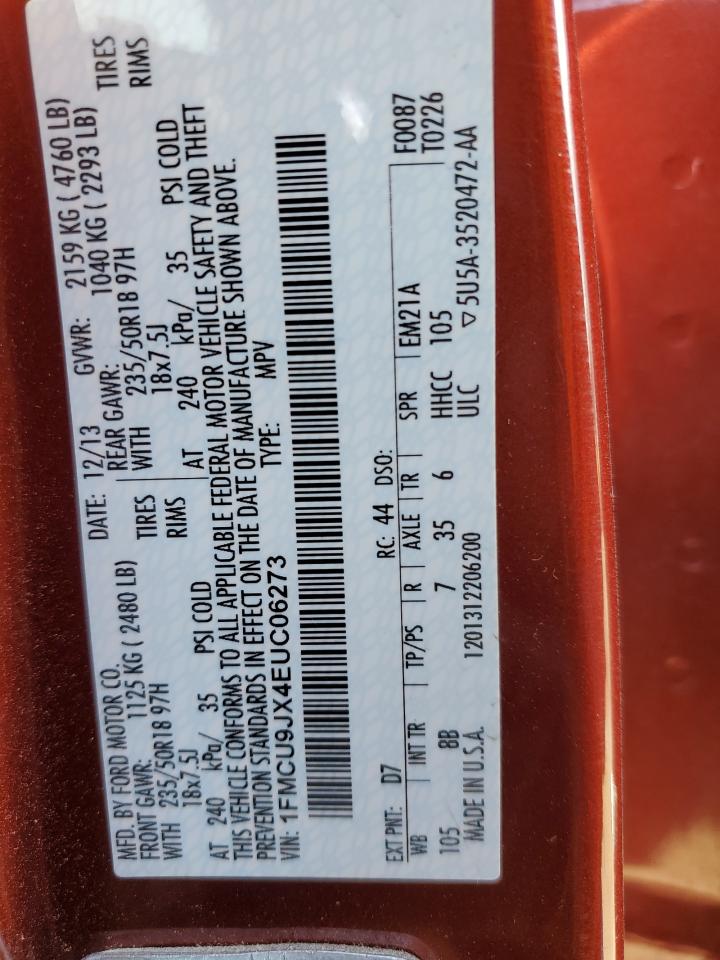 MFD. BY FORD MOTOR CO. DATE: 12/13 GVWR: 2159 KG ( 4760 LB)
FRONT GAWR: 1125 KG ( 2480 LB) REAR GAWR: 1040 KG ( 2293 LB)
WITH 235/50R18 97H TIRES WITH 235/50R18 97H TIRES
18x7.5J RIMS 18x7.5J RIMS
AT 240 kPa/ 35 PSI COLD AT 240 kPa/ 35 PSI COLD
THIS VEHICLE CONFORMS TO ALL APPLICABLE FEDERAL MOTOR VEHICLE SAFETY AND THEFT
PREVENTION STANDARDS IN EFFECT ON THE DATE OF MANUFACTURE SHOWN ABOVE.
VIN: 1FMCU9JX4EUC06273 TYPE: MPV
EXT PNT: D7 RC: 44 DSO: F0087
WB INT TR TP/PS R AXLE TR SPR EM21A T0226
105 8B 7 35 6 HHCC 105
MADE IN U.S.A. 1201312206200 ULC ▽5U5A-3520472-AA